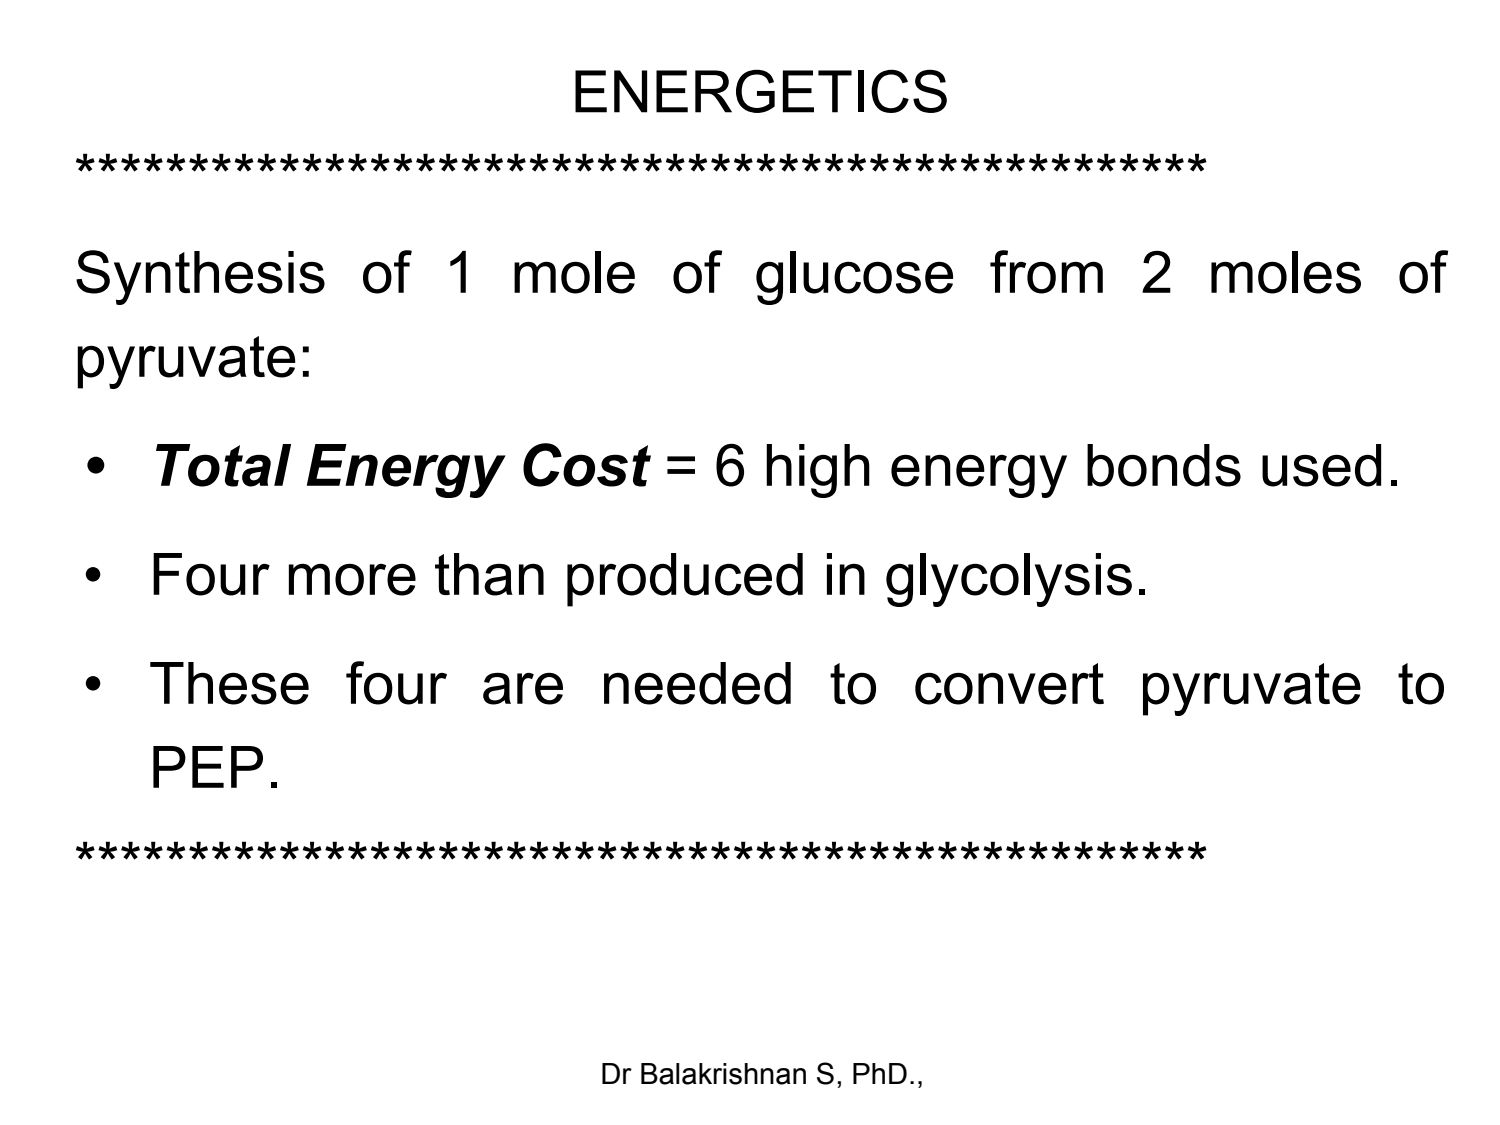 ENERGETICS
**************************************************
Synthesis of 1 mole of glucose from 2 moles of
pyruvate:
• Total Energy Cost = 6 high energy bonds used.
• Four more than produced in glycolysis.
• These four are needed to convert pyruvate to
PEP.
**************************************************
Dr Balakrishnan S, PhD.,